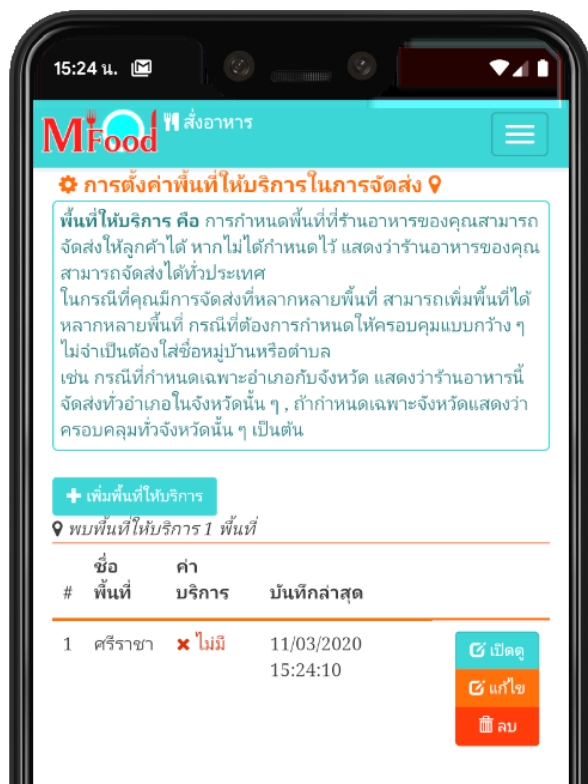 15:24 น.
MFood
สั่งอาหาร
การตั้งค่าพื้นที่ให้บริการในการจัดส่ง
พื้นที่ให้บริการ คือ การกำหนดพื้นที่ที่ร้านอาหารของคุณสามารถ
จัดส่งให้ลูกค้าได้ หากไม่ได้กำหนดไว้ แสดงว่าร้านอาหารของคุณ
สามารถจัดส่งได้ทั่วประเทศ
ในกรณีที่คุณมีการจัดส่งที่หลากหลายพื้นที่ สามารถเพิ่มพื้นที่ได้
หลากหลายพื้นที่ กรณีที่ต้องการกำหนดให้ครอบคุมแบบกว้าง ๆ
ไม่จำเป็นต้องใส่ชื่อหมู่บ้านหรือตำบล
เช่น กรณีที่กำหนดเฉพาะอำเภอกับจังหวัด แสดงว่าร้านอาหารนี้
จัดส่งทั่วอำเภอในจังหวัดนั้น ๆ , ถ้ากำหนดเฉพาะจังหวัดแสดงว่า
ครอบคลุมทั่วจังหวัดนั้น ๆ เป็นต้น
เพิ่มพื้นที่ให้บริการ
พบพื้นที่ให้บริการ 1 พื้นที่
ชื่อ ค่า
# พื้นที่ บริการ บันทึกล่าสุด
1 ศรีราชา ไม่มี 11/03/2020 เปิดดู
15:24:10
แก้ไข
ลบ